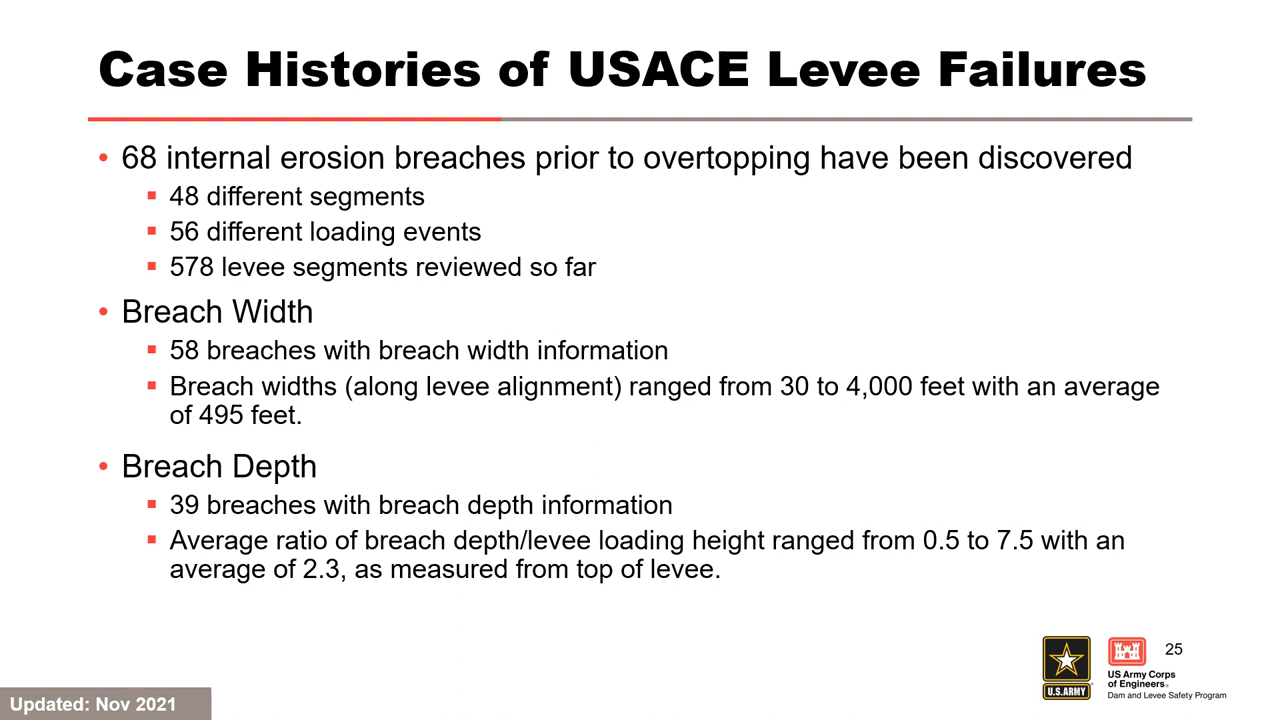 Case Histories of USACE Levee Failures
• 68 internal erosion breaches prior to overtopping have been discovered
▪ 48 different segments
▪ 56 different loading events
▪ 578 levee segments reviewed so far
• Breach Width
▪ 58 breaches with breach width information
▪ Breach widths (along levee alignment) ranged from 30 to 4,000 feet with an average
of 495 feet.
• Breach Depth
▪ 39 breaches with breach depth information
▪ Average ratio of breach depth/levee loading height ranged from 0.5 to 7.5 with an
average of 2.3, as measured from top of levee.
U.S.ARMY
25
US Army Corps
of Engineers®
Dam and Levee Safety Program
Updated: Nov 2021